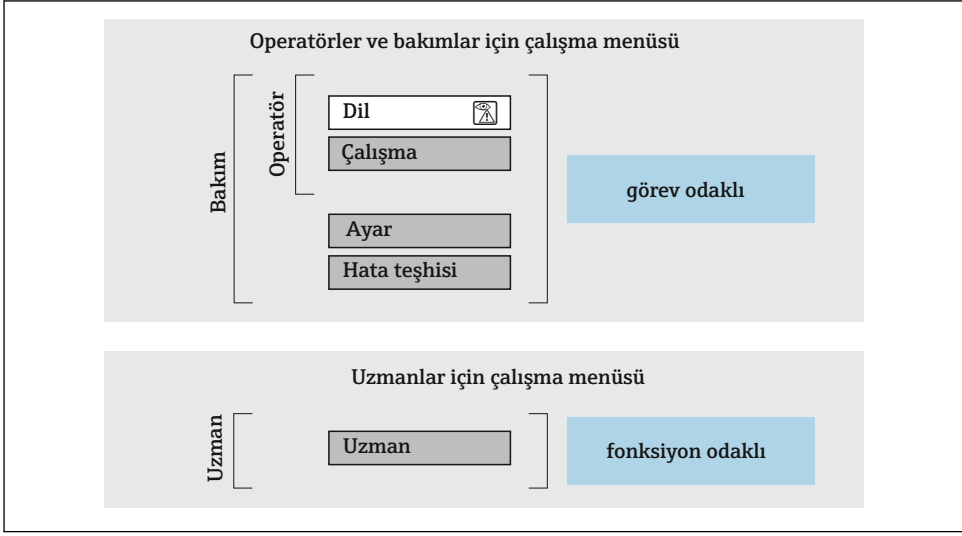 Operatörler ve bakımlar için çalışma menüsü
Bakım
Operatör
Dil
Çalışma
Ayar
Hata teşhisi
görev odaklı
Uzmanlar için çalışma menüsü
Uzman
Uzman
fonksiyon odaklı